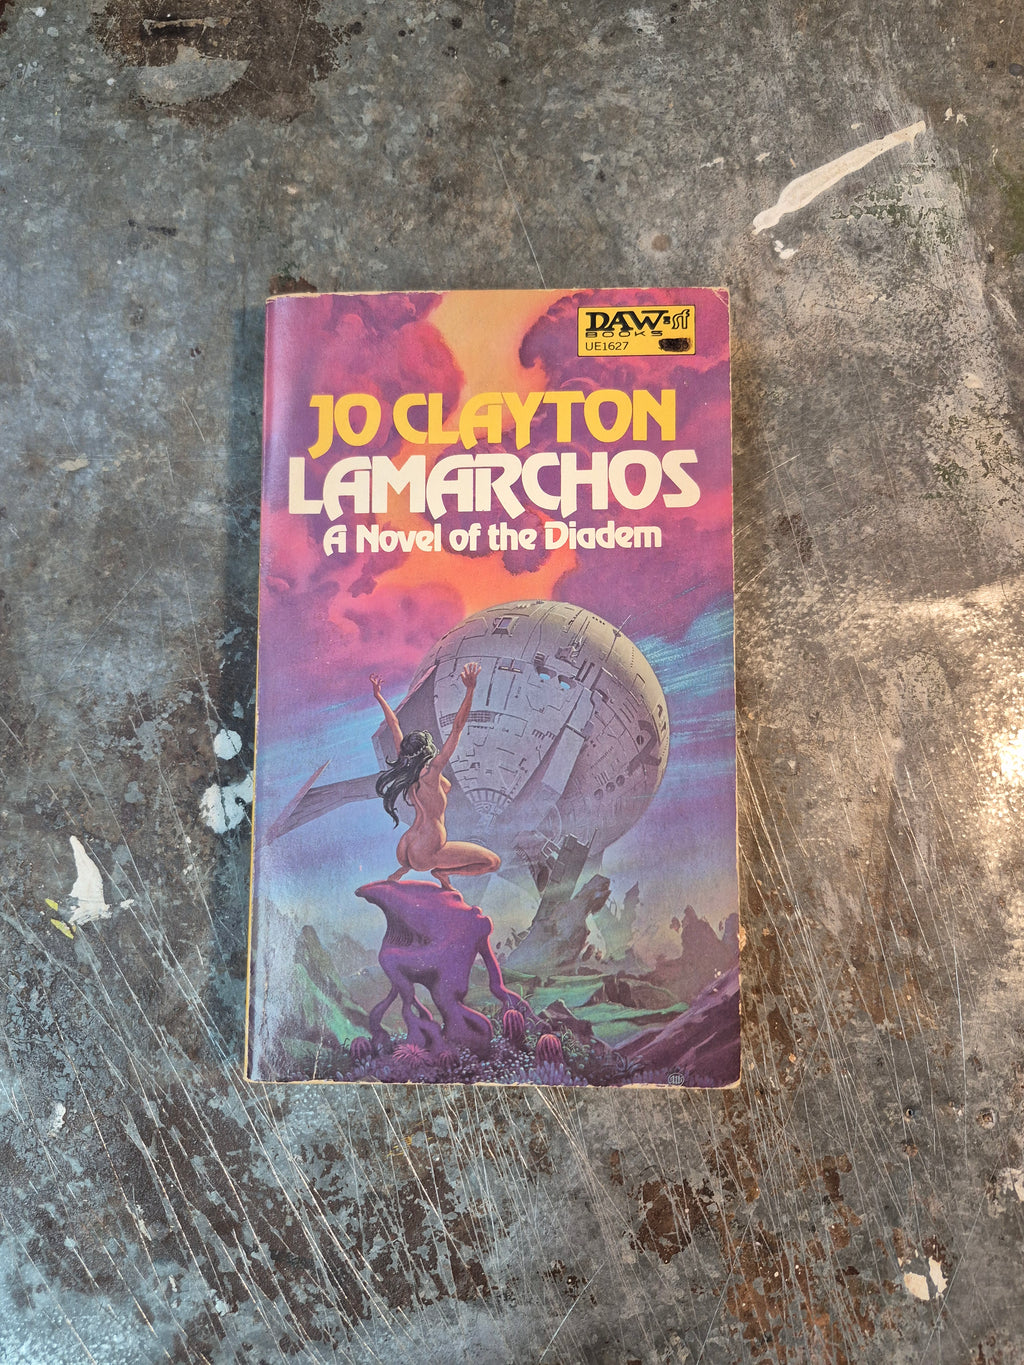 DAW=sf
BOOKS
UE1627
JO CLAYTON
LAMARCHOS
A Novel of the Diadem